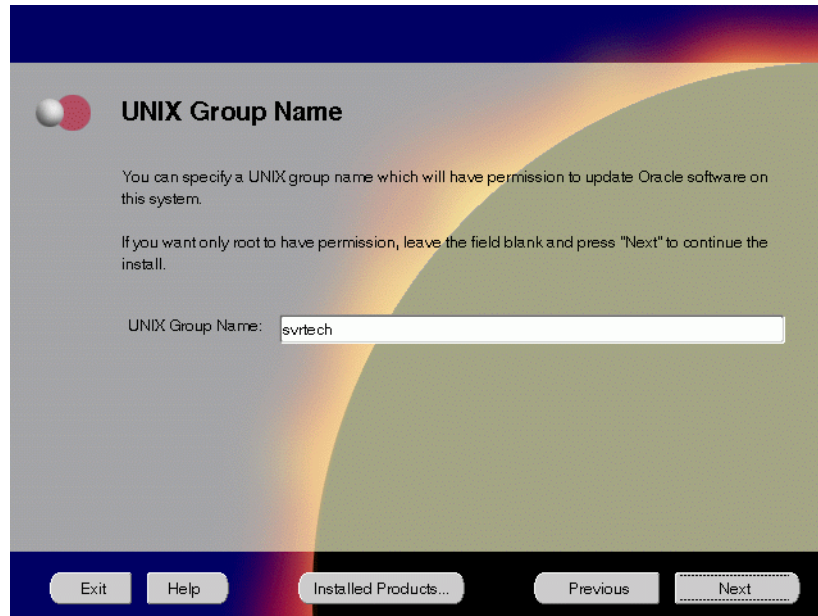 UNIX Group Name
You can specify a UNIX group name which will have permission to update Oracle software on
this system.
If you want only root to have permission, leave the field blank and press "Next" to continue the
install.
UNIX Group Name: svrtech
Exit Help Installed Products... Previous Next